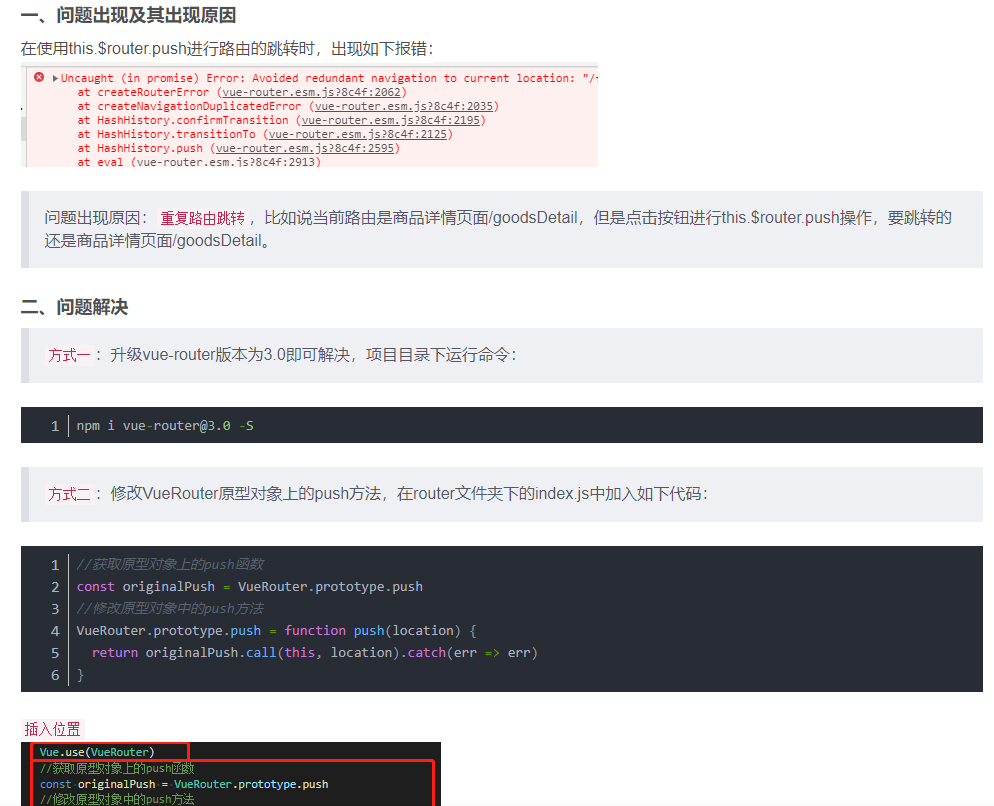 一、问题出现及其出现原因
在使用this.$router.push进行路由的跳转时，出现如下报错：
Uncaught (in promise) Error: Avoided redundant navigation to current location: "/
at createRouterError (vue-router.esm.js?8c4f:2062)
at createNavigationDuplicatedError (vue-router.esm.js?8c4f:2035)
at HashHistory.confirmTransition (vue-router.esm.js?8c4f:2195)
at HashHistory.transitionTo (vue-router.esm.js?8c4f:2125)
at HashHistory.push (vue-router.esm.js?8c4f:2595)
at eval (vue-router.esm.js?8c4f:2913)
问题出现原因：重复路由跳转，比如说当前路由是商品详情页面/goodsDetail，但是点击按钮进行this.$router.push操作，要跳转的
还是商品详情页面/goodsDetail。
二、问题解决
方式一：升级vue-router版本为3.0即可解决，项目目录下运行命令：
1 npm i vue-router@3.0 -S
方式二：修改VueRouter原型对象上的push方法，在router文件夹下的index.js中加入如下代码：
1 //获取原型对象上的push函数
2 const originalPush = VueRouter.prototype.push
3 //修改原型对象中的push方法
4 VueRouter.prototype.push = function push(location) {
5 return originalPush.call(this, location).catch(err => err)
6 }
插入位置
Vue.use(VueRouter)
//获取原型对象上的push函数
const originalPush = VueRouter.prototype.push
//修改原型对象中的push方法